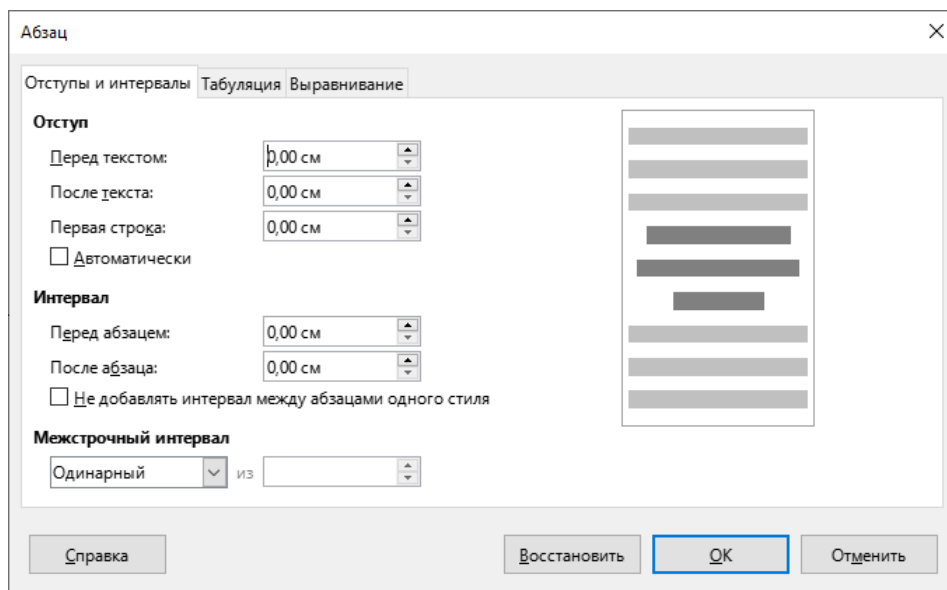 Абзац
Отступы и интервалы Табуляция Выравнивание
Отступ
Перед текстом: 0,00 см
После текста: 0,00 см
Первая строка: 0,00 см
Автоматически
Интервал
Перед абзацем: 0,00 см
После абзаца: 0,00 см
Не добавлять интервал между абзацами одного стиля
Межстрочный интервал
Одинарный из
Справка Восстановить OK Отменить